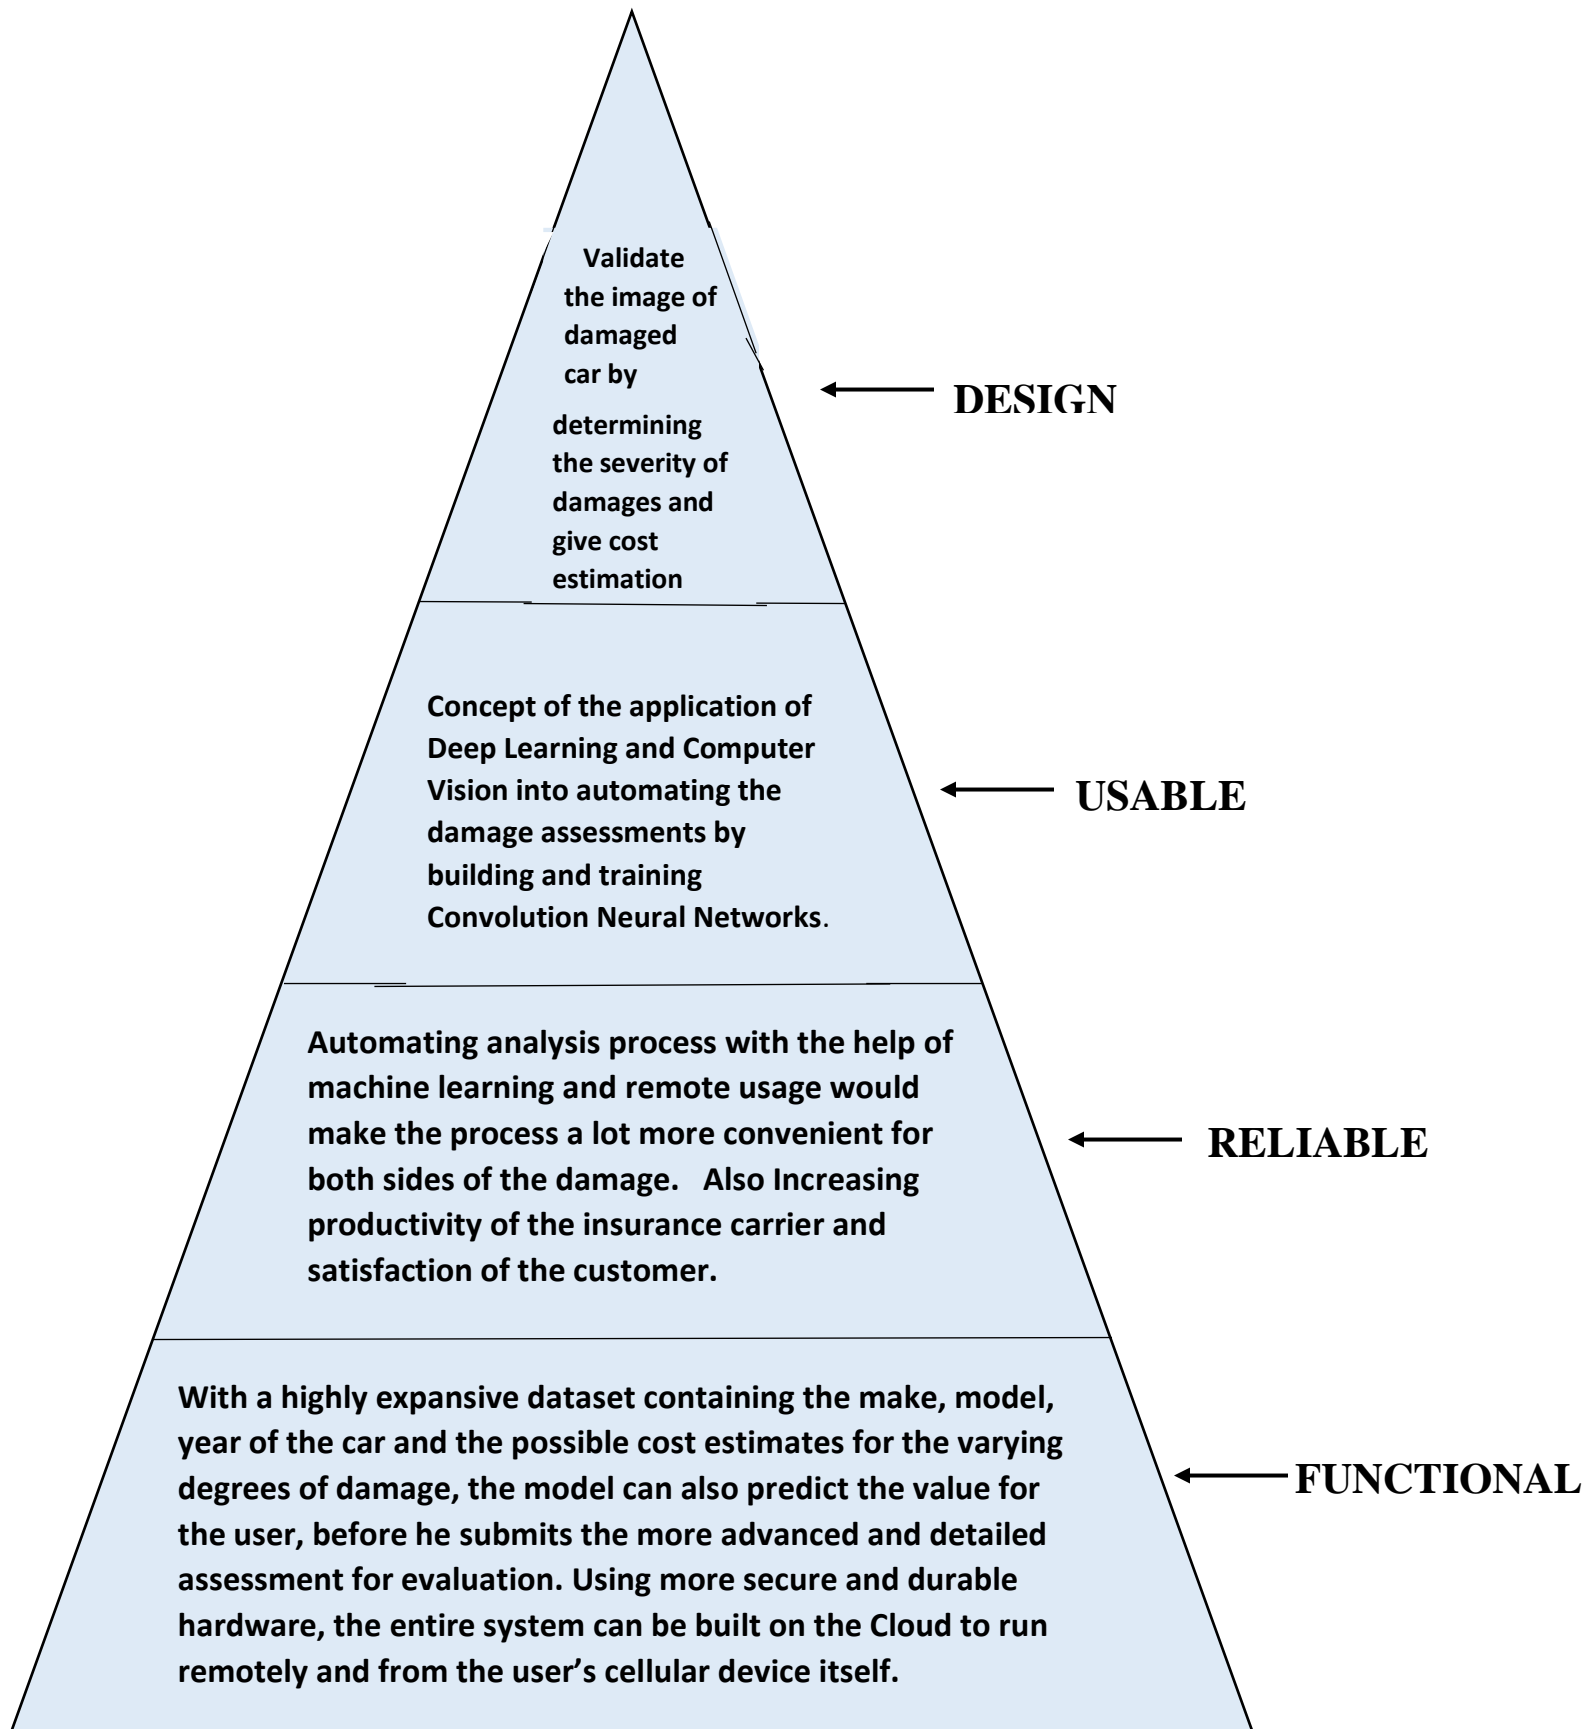 Validate
the image of
damaged
car by
determining
the severity of
damages and
give cost
estimation
DESIGN
Concept of the application of
Deep Learning and Computer
Vision into automating the
damage assessments by
building and training
Convolution Neural Networks.
USABLE
Automating analysis process with the help of
machine learning and remote usage would
make the process a lot more convenient for
both sides of the damage.   Also Increasing
productivity of the insurance carrier and
satisfaction of the customer.
RELIABLE
With a highly expansive dataset containing the make, model,
year of the car and the possible cost estimates for the varying
degrees of damage, the model can also predict the value for
the user, before he submits the more advanced and detailed
assessment for evaluation. Using more secure and durable
hardware, the entire system can be built on the Cloud to run
remotely and from the user’s cellular device itself.
FUNCTIONAL